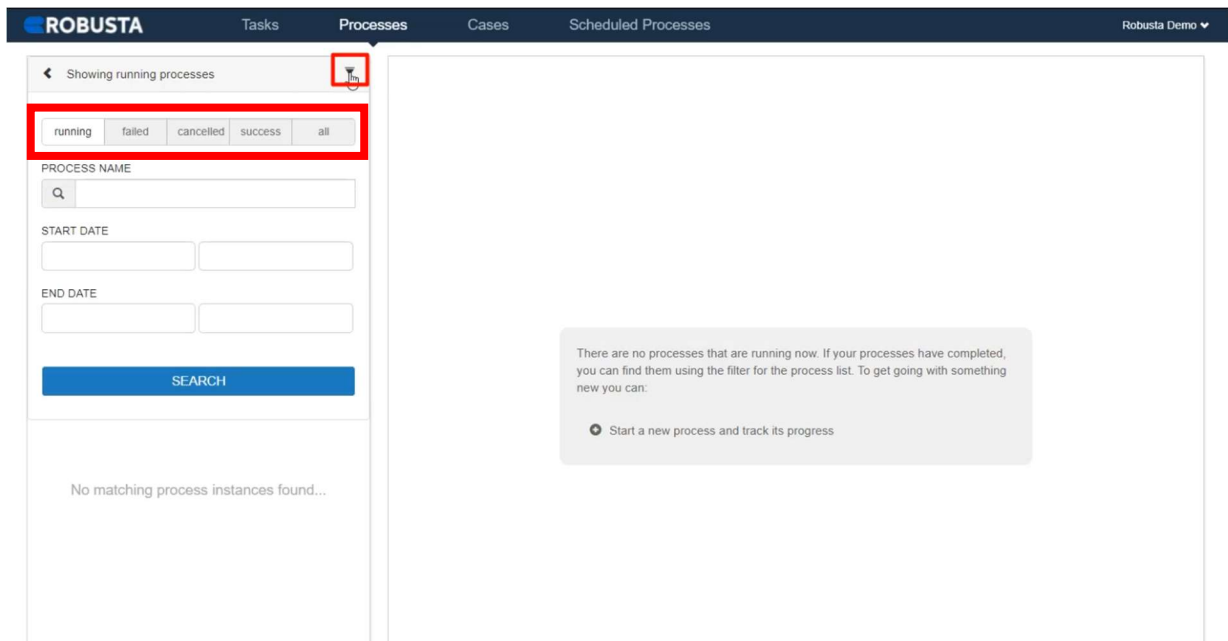 ROBUSTA Tasks Processes Cases Scheduled Processes Robusta Demo
Showing running processes
running failed cancelled success all
PROCESS NAME
START DATE
END DATE
SEARCH
No matching process instances found...
There are no processes that are running now. If your processes have completed,
you can find them using the filter for the process list. To get going with something
new you can:
Start a new process and track its progress